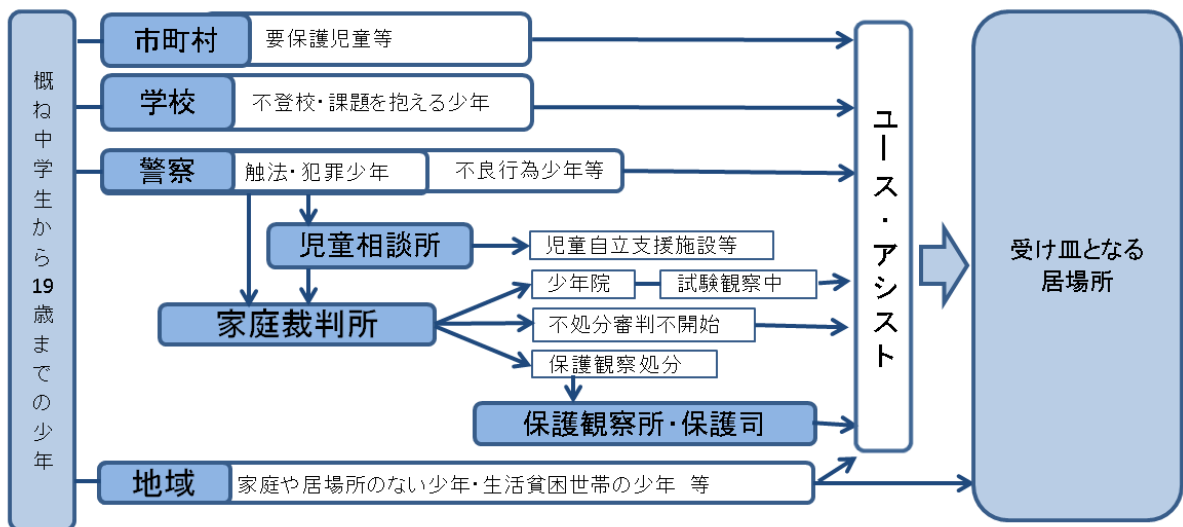 概ね中学生から19歳までの少年
市町村
要保護児童等
学校
不登校・課題を抱える少年
警察
触法・犯罪少年
不良行為少年等
児童相談所
児童自立支援施設等
家庭裁判所
少年院
試験観察中
不処分審判不開始
保護観察処分
保護観察所・保護司
地域
家庭や居場所のない少年・生活貧困世帯の少年 等
ユース・アシスト
受け皿となる
居場所